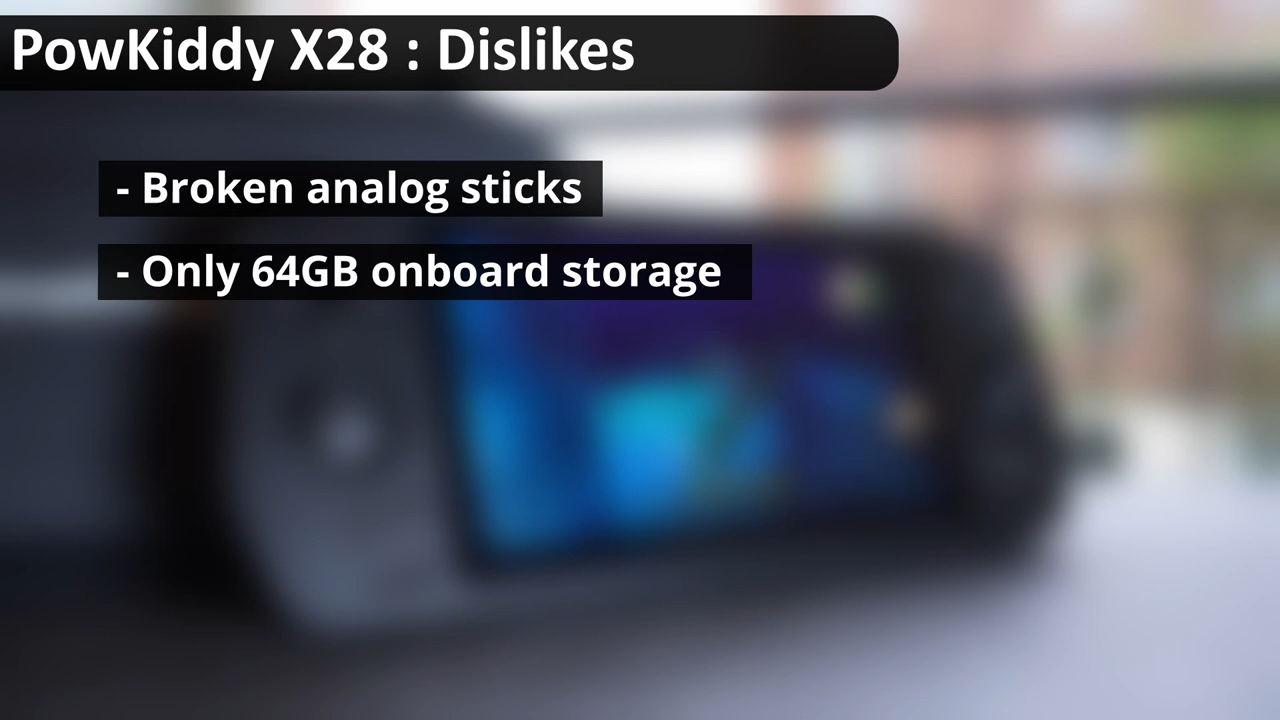 PowKiddy X28 : Dislikes
- Broken analog sticks
- Only 64GB onboard storage